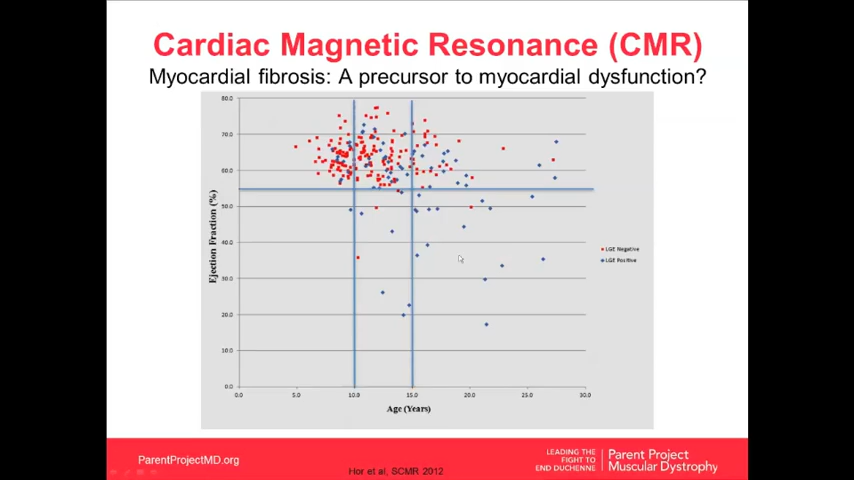 Cardiac Magnetic Resonance (CMR)
Myocardial fibrosis: A precursor to myocardial dysfunction?
80.0
70.0
60.0
50.0
40.0
30.0
20.0
10.0
0.0
Ejection Fraction (%)
0.0 5.0 10.0 15.0 20.0 25.0 30.0
Age (Years)
LGE Negative
LGE Positive
ParentProjectMD.org
Hor et al, SCMR 2012
LEADING THE
FIGHT TO
END DUCHENNE
Parent Project
Muscular Dystrophy